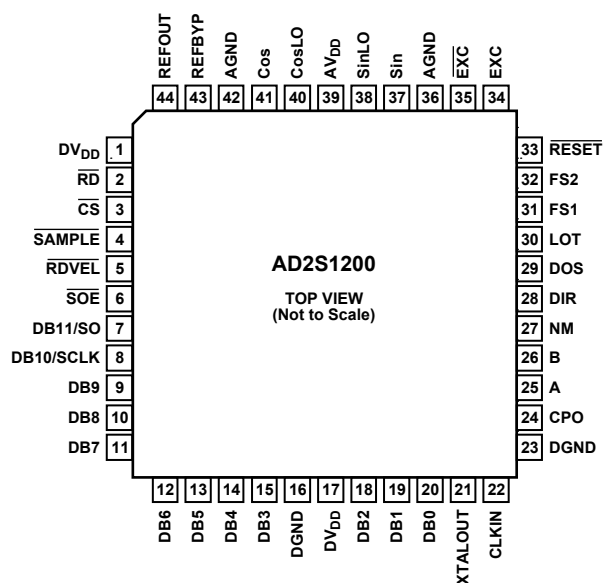 REFOUT
REFBYP
AGND
Cos
CosLO
AVDD
SinLO
Sin
AGND
EXC
EXC
44 43 42 41 40 39 38 37 36 35 34
DVDD 1
RD 2
CS 3
SAMPLE 4
RDVEL 5
SOE 6
DB11/SO 7
DB10/SCLK 8
DB9 9
DB8 10
DB7 11
AD2S1200
TOP VIEW
(Not to Scale)
33 RESET
32 FS2
31 FS1
30 LOT
29 DOS
28 DIR
27 NM
26 B
25 A
24 CPO
23 DGND
12 13 14 15 16 17 18 19 20 21 22
DB6
DB5
DB4
DB3
DGND
DVDD
DB2
DB1
DB0
XTALOUT
CLKIN